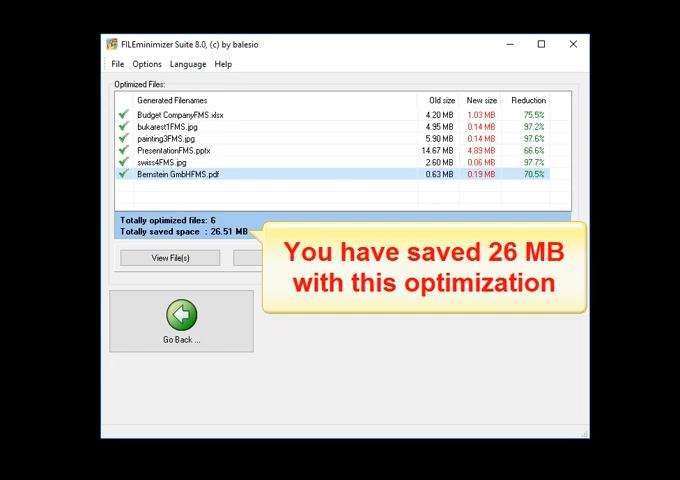 FILEminimizer Suite 8.0, (c) by balesio
File Options Language Help
Optimized Files:
Generated Filenames Old size New size Reduction
Budget CompanyFMS.xlsx 4.20 MB 1.03 MB 75.5%
bukarest1FMS.jpg 4.95 MB 0.14 MB 97.2%
painting3FMS.jpg 5.90 MB 0.14 MB 97.6%
PresentationFMS.pptx 14.67 MB 4.89 MB 66.6%
swiss4FMS.jpg 2.60 MB 0.06 MB 97.7%
Bernstein GmbHFMS.pdf 0.63 MB 0.19 MB 70.5%
Totally optimized files: 6
Totally saved space : 26.51 MB
You have saved 26 MB
with this optimization
View File(s)
Go Back ...